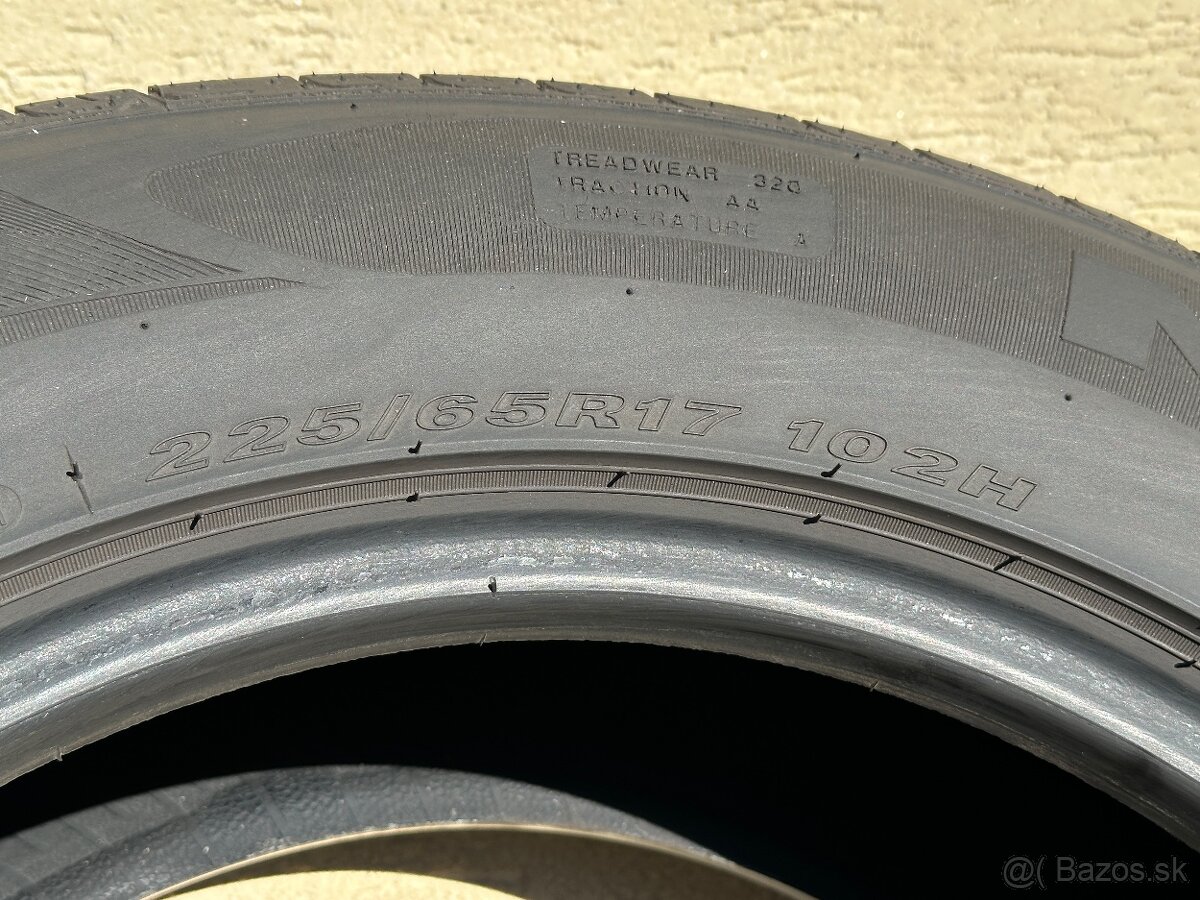 TREADWEAR 320
TRACTION AA
TEMPERATURE A
225/65R17 102H
@( Bazos.sk